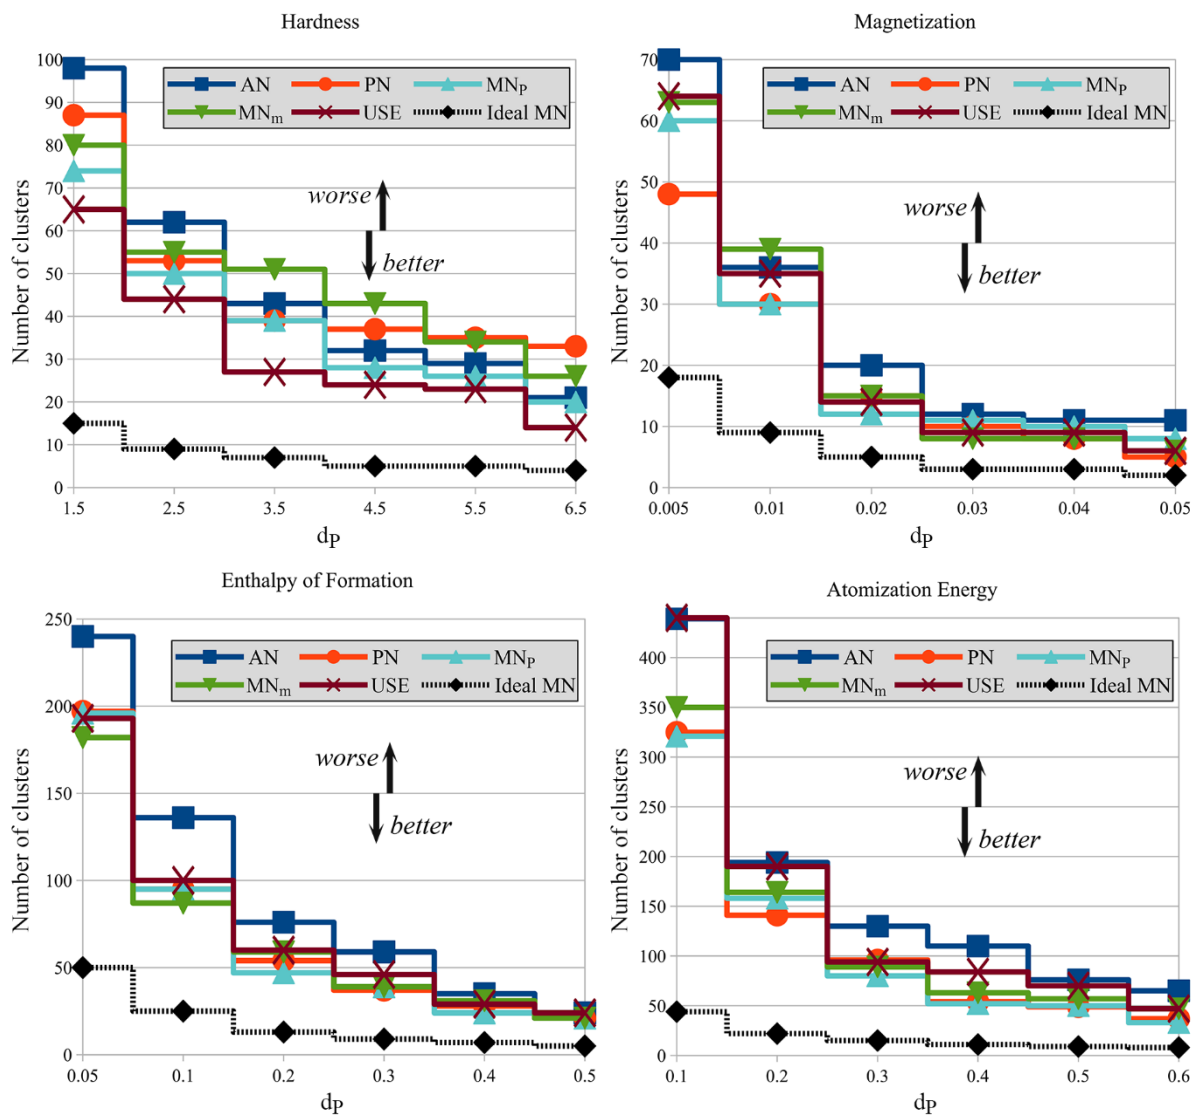 Hardness
Number of clusters
100
90
80
70
60
50
40
30
20
10
0
AN PN MNP
MNm USE Ideal MN
worse
better
1.5 2.5 3.5 4.5 5.5 6.5
dP
Magnetization
Number of clusters
70
60
50
40
30
20
10
0
AN PN MNP
MNm USE Ideal MN
worse
better
0.005 0.01 0.02 0.03 0.04 0.05
dP
Enthalpy of Formation
Number of clusters
250
200
150
100
50
0
AN PN MNP
MNm USE Ideal MN
worse
better
0.05 0.1 0.2 0.3 0.4 0.5
dP
Atomization Energy
Number of clusters
400
350
300
250
200
150
100
50
0
AN PN MNP
MNm USE Ideal MN
worse
better
0.1 0.2 0.3 0.4 0.5 0.6
dP